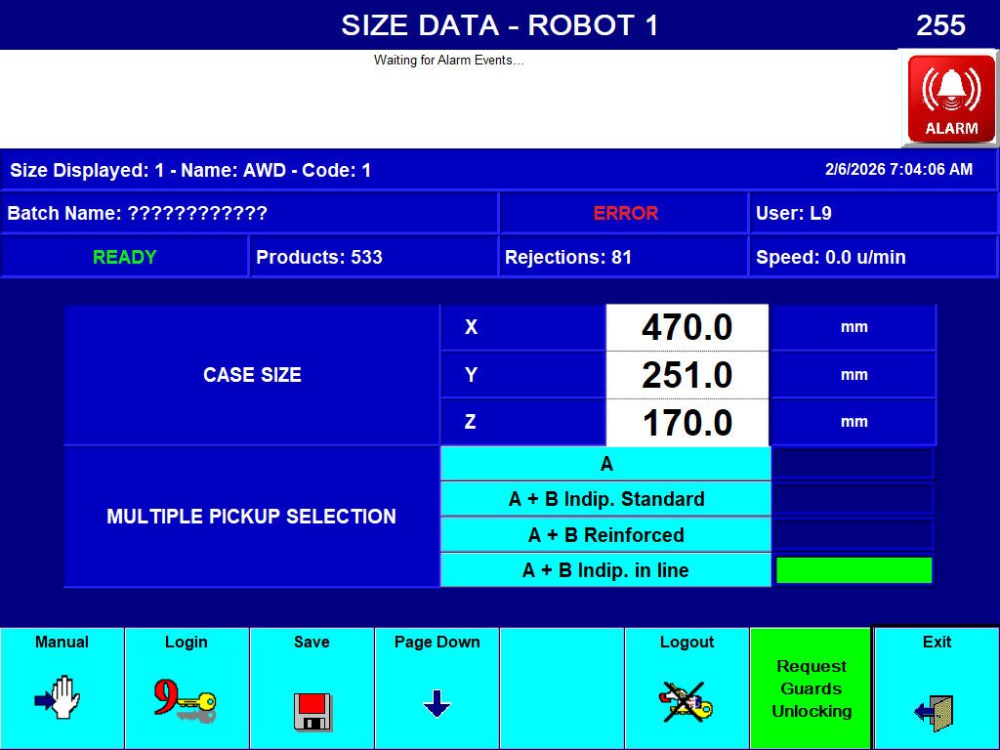 SIZE DATA - ROBOT 1
255
Waiting for Alarm Events...
ALARM
Size Displayed: 1 - Name: AWD - Code: 1
2/6/2026 7:04:06 AM
Batch Name: ????????????
ERROR
User: L9
READY
Products: 533
Rejections: 81
Speed: 0.0 u/min
CASE SIZE
X
470.0
mm
Y
251.0
mm
Z
170.0
mm
MULTIPLE PICKUP SELECTION
A
A + B Indip. Standard
A + B Reinforced
A + B Indip. in line
Manual
Login
Save
Page Down
Logout
Request
Guards
Unlocking
Exit
9